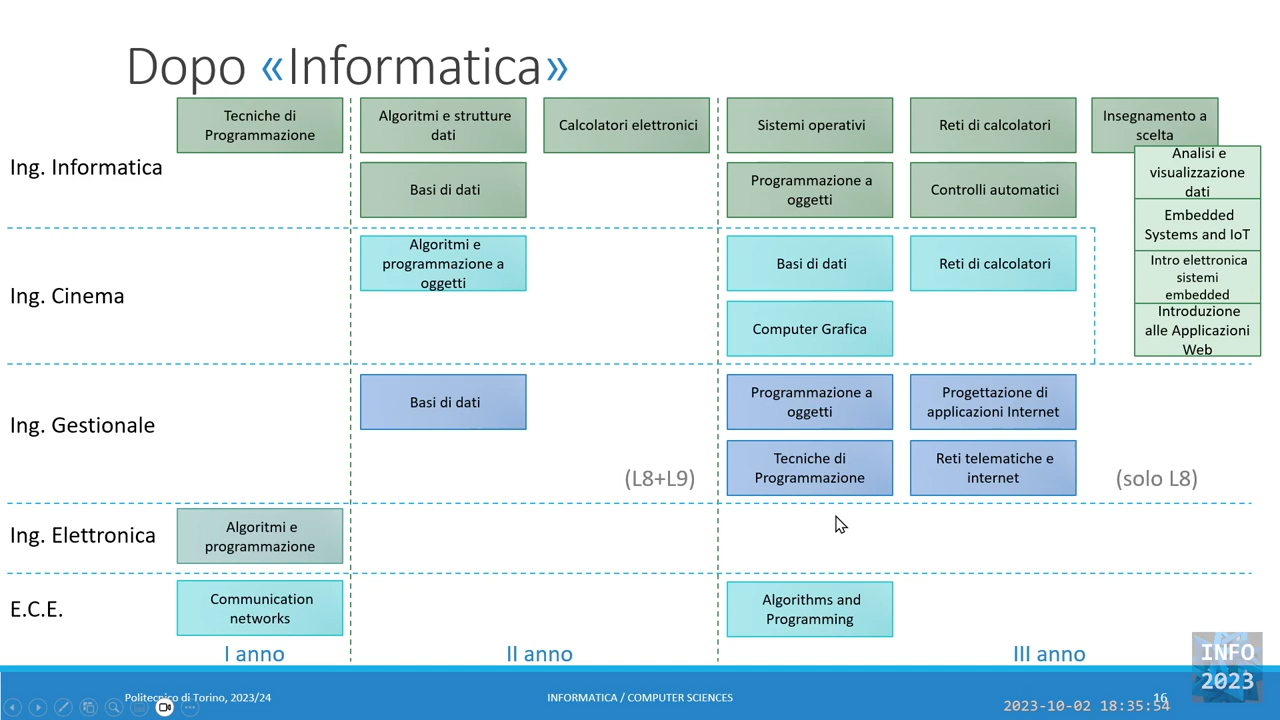 Dopo «Informatica»
Tecniche di
Programmazione
Algoritmi e strutture
dati
Calcolatori elettronici
Sistemi operativi
Reti di calcolatori
Insegnamento a
scelta
Ing. Informatica
Basi di dati
Programmazione a
oggetti
Controlli automatici
Analisi e
visualizzazione
dati
Embedded
Systems and IoT
Intro elettronica
sistemi
embedded
Introduzione
alle Applicazioni
Web
Ing. Cinema
Algoritmi e
programmazione a
oggetti
Basi di dati
Reti di calcolatori
Computer Grafica
Ing. Gestionale
Basi di dati
Programmazione a
oggetti
Progettazione di
applicazioni Internet
(L8+L9)
Tecniche di
Programmazione
Reti telematiche e
internet
(solo L8)
Ing. Elettronica
Algoritmi e
programmazione
E.C.E.
Communication
networks
Algorithms and
Programming
I anno
II anno
III anno
Politecnico di Torino, 2023/24
INFORMATICA / COMPUTER SCIENCES
16
INFO
2023
2023-10-02 18:35:54